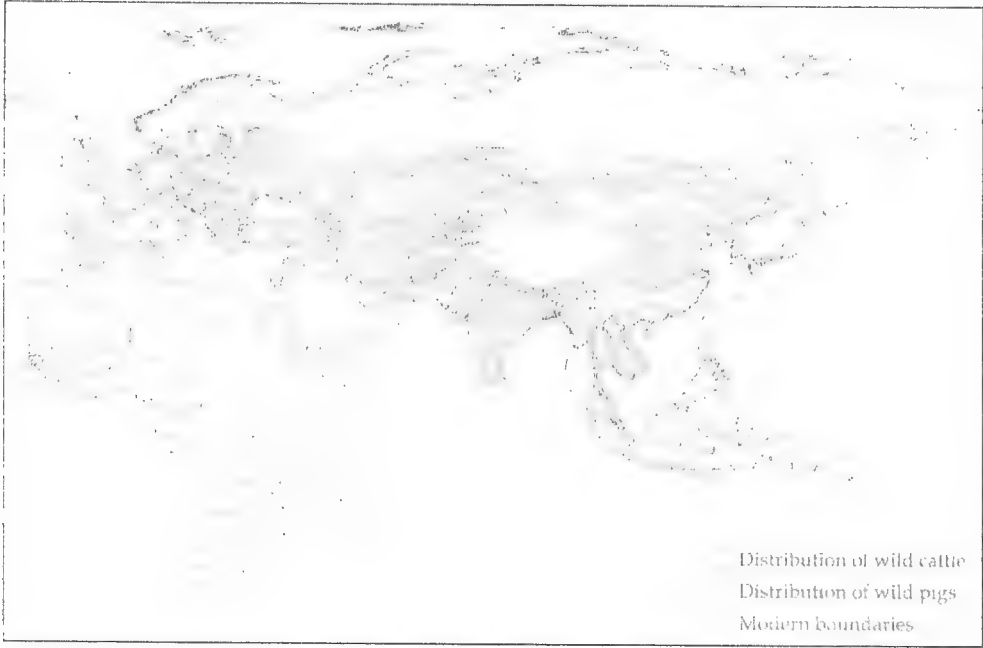 Distribution of wild cattle
Distribution of wild pigs
Modern boundaries